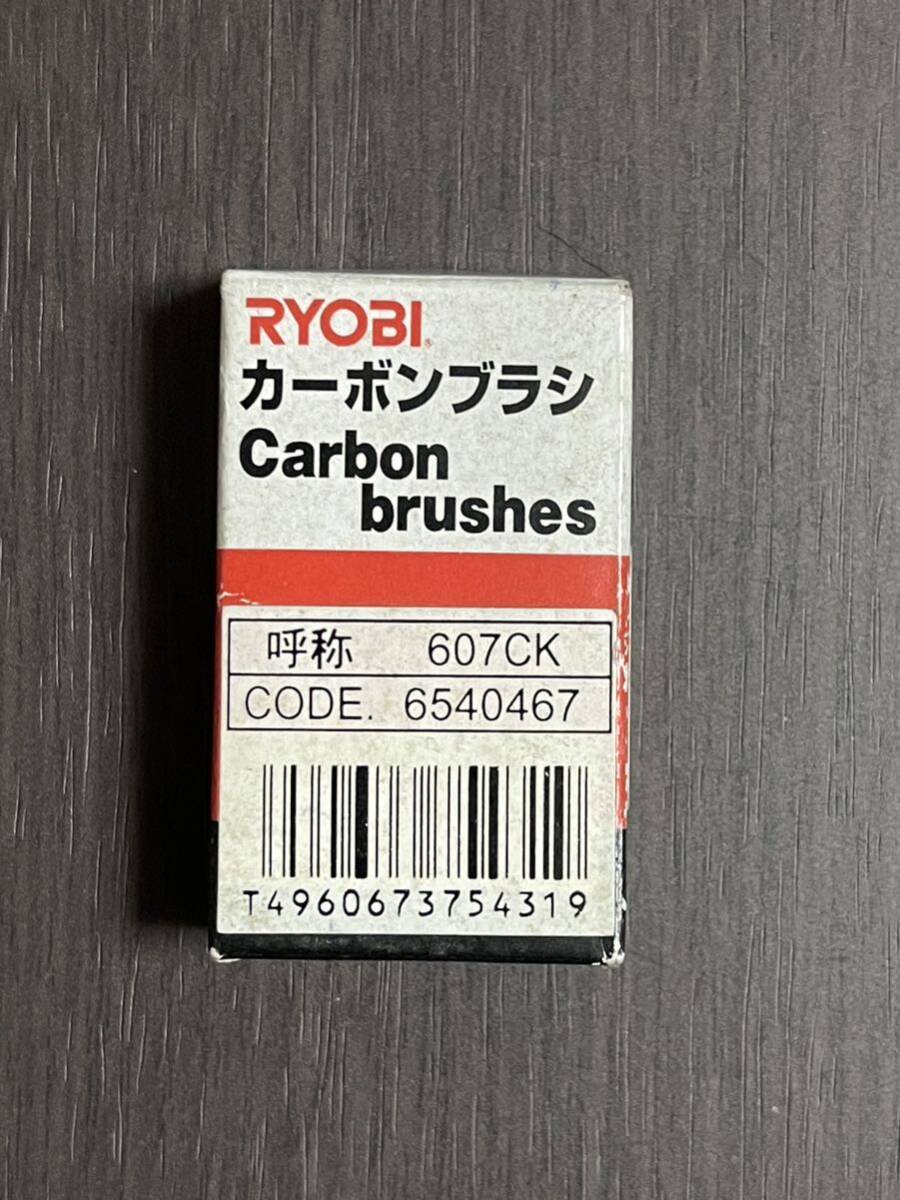 RYOBI®
カーボンブラシ
Carbon
brushes
呼称 607CK
CODE. 6540467
T4960673754319